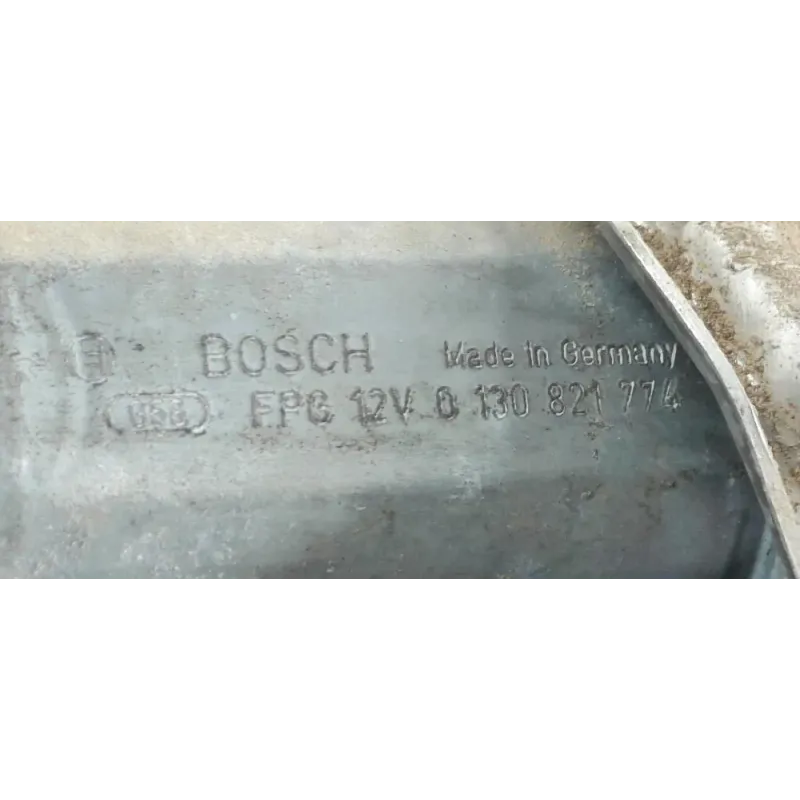 BOSCH Made in Germany
FPG 12V 0 130 821 774